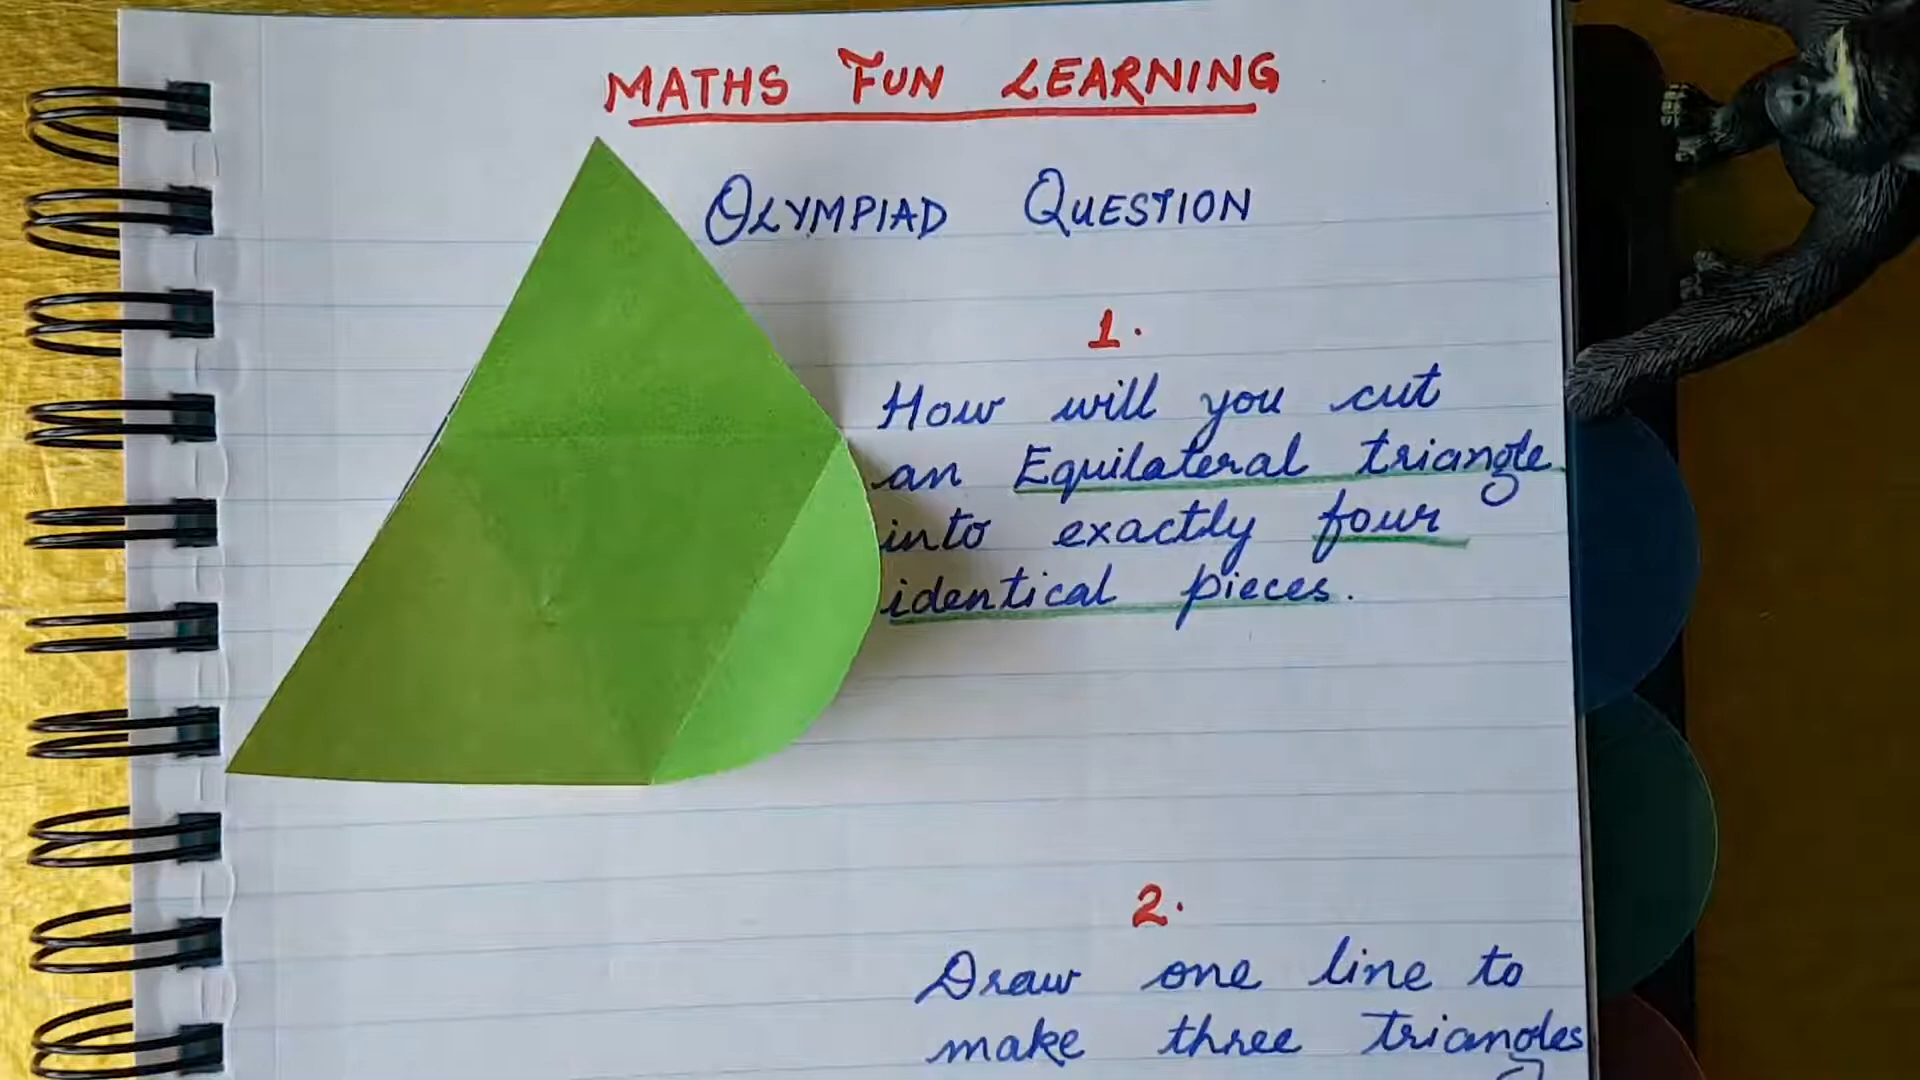 MATHS FUN LEARNING
OLYMPIAD QUESTION
1.
How will you cut
an Equilateral triangle
into exactly four
identical pieces.
2.
Draw one line to
make three triangles